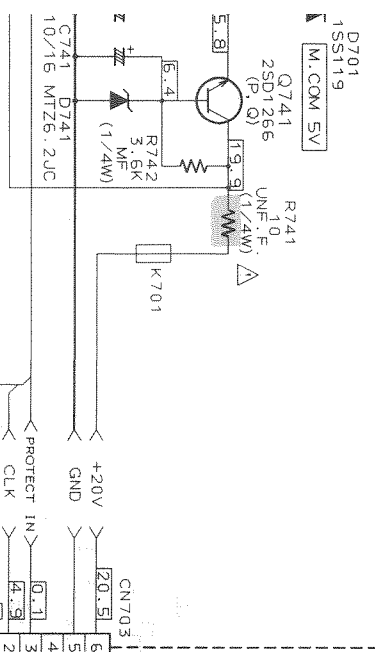 D701
1SS119
M.COM 5V
5.8
Q741
2SD1266
(P, Q)
6.4
C741
10/16
D741
MTZ6.2JC
R742
3.6K
MF
(1/4W)
19.9
R741
10
UNF.F.
(1/4W)
K701
+20V
GND
PROTECT IN
CLK
CN703
20.5
0.1
4.9
6
5
4
3
2